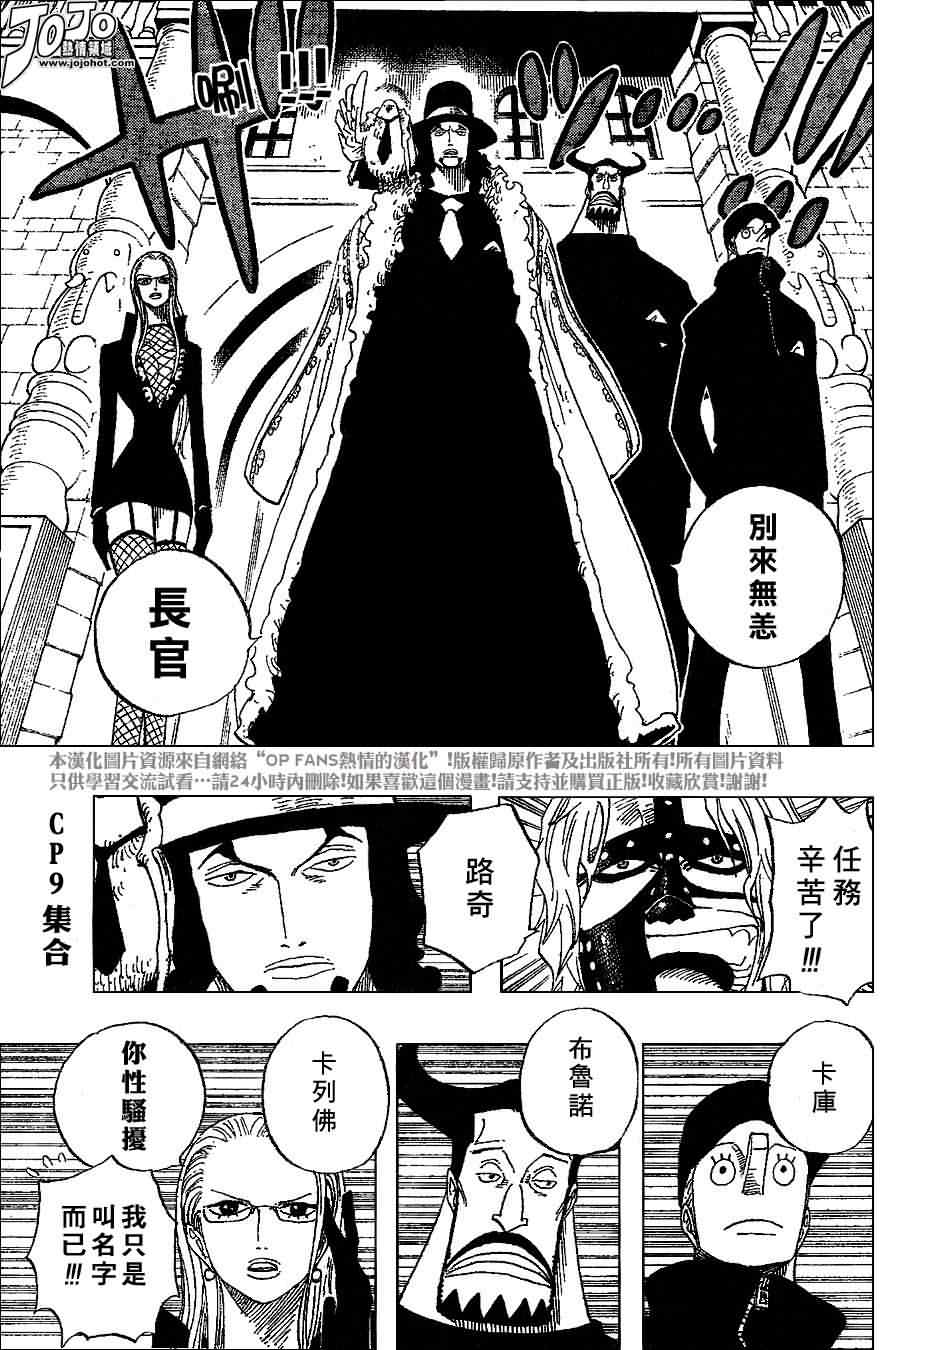 JOJO
熱情領域
www.jojohot.com
唰!!!
別來無恙
長官
本漢化圖片資源來自網絡“OP FANS熱情的漢化”!版權歸原作者及出版社所有!所有圖片資料
只供學習交流試看…請24小時內刪除!如果喜歡這個漫畫!請支持並購買正版!收藏欣賞!謝謝!
任務
辛苦了!!!
路奇
CP9集合
卡庫
布魯諾
卡列佛
你性騷擾
我只是
叫名字
而已!!!